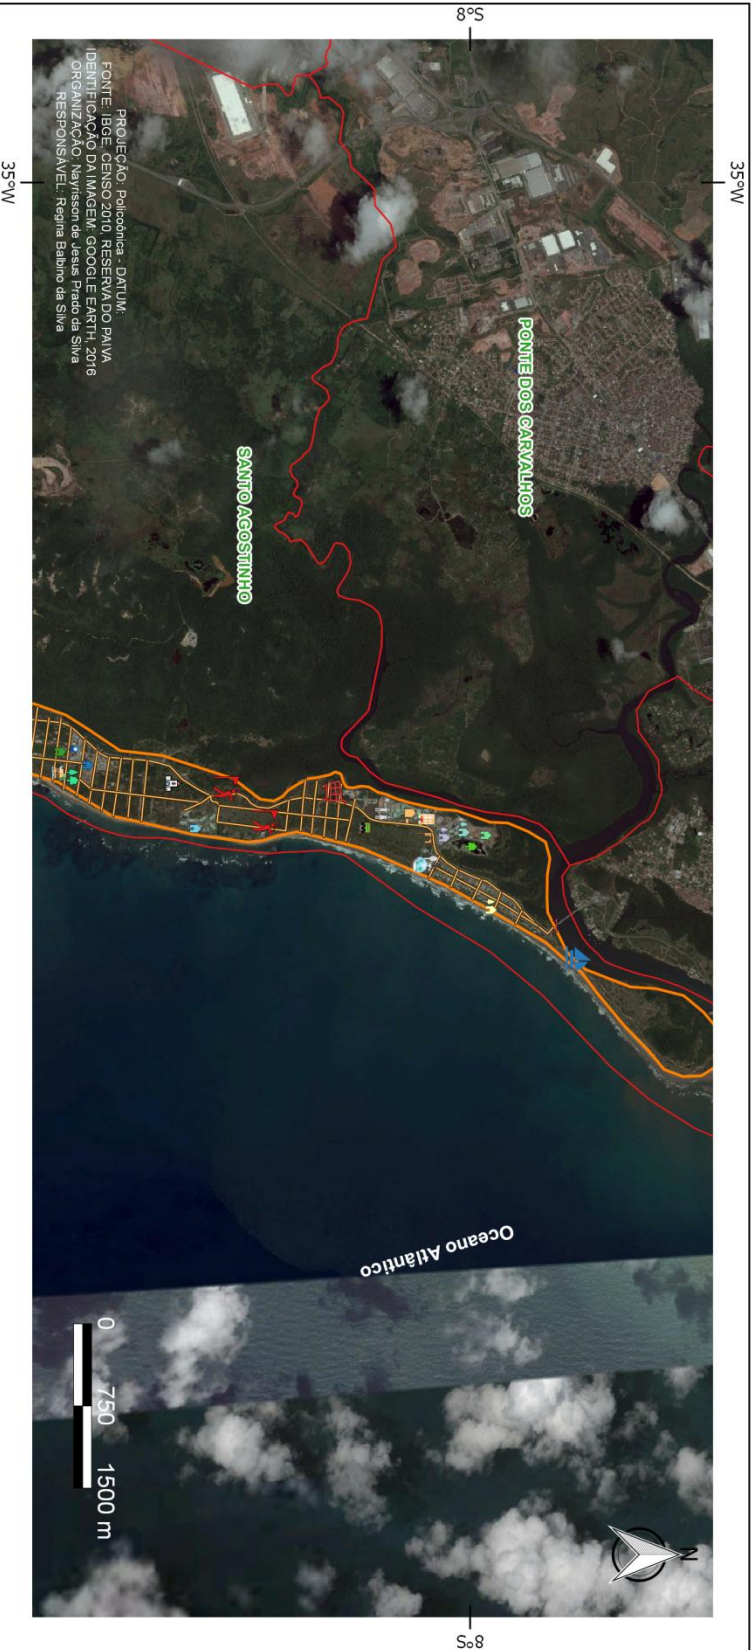 8°S
35°W
35°W
PONTE DOS CARVALHOS
SANTO AGOSTINHO
PROJEÇÃO: Policoônica - DATUM:
FONTE: IBGE, CENSO 2010, RESERVA DO PAIVA
IDENTIFICAÇÃO DA IMAGEM: GOOGLE EARTH, 2016
ORGANIZAÇÃO: Nayrisson de Jesus Prado da Silva
RESPONSÁVEL: Regina Balbino da Silva
Oceano Atlântico
0 750 1500 m
N
8°S